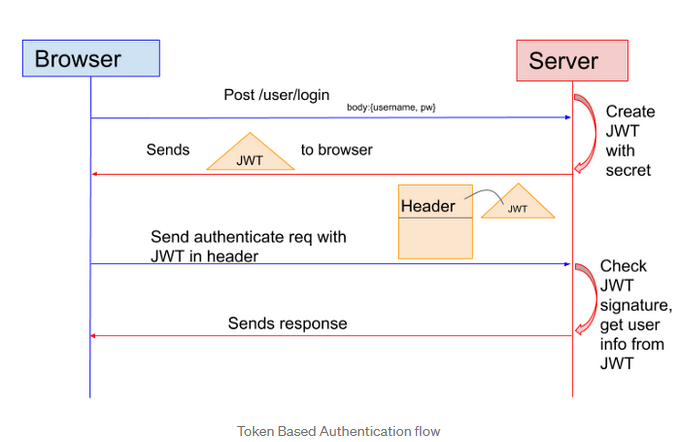 Browser
Server
Post /user/login
body:{username, pw}
Create
JWT
with
secret
Sends
JWT
to browser
Header
JWT
Send authenticate req with
JWT in header
Check
JWT
signature,
get user
info from
JWT
Sends response
Token Based Authentication flow